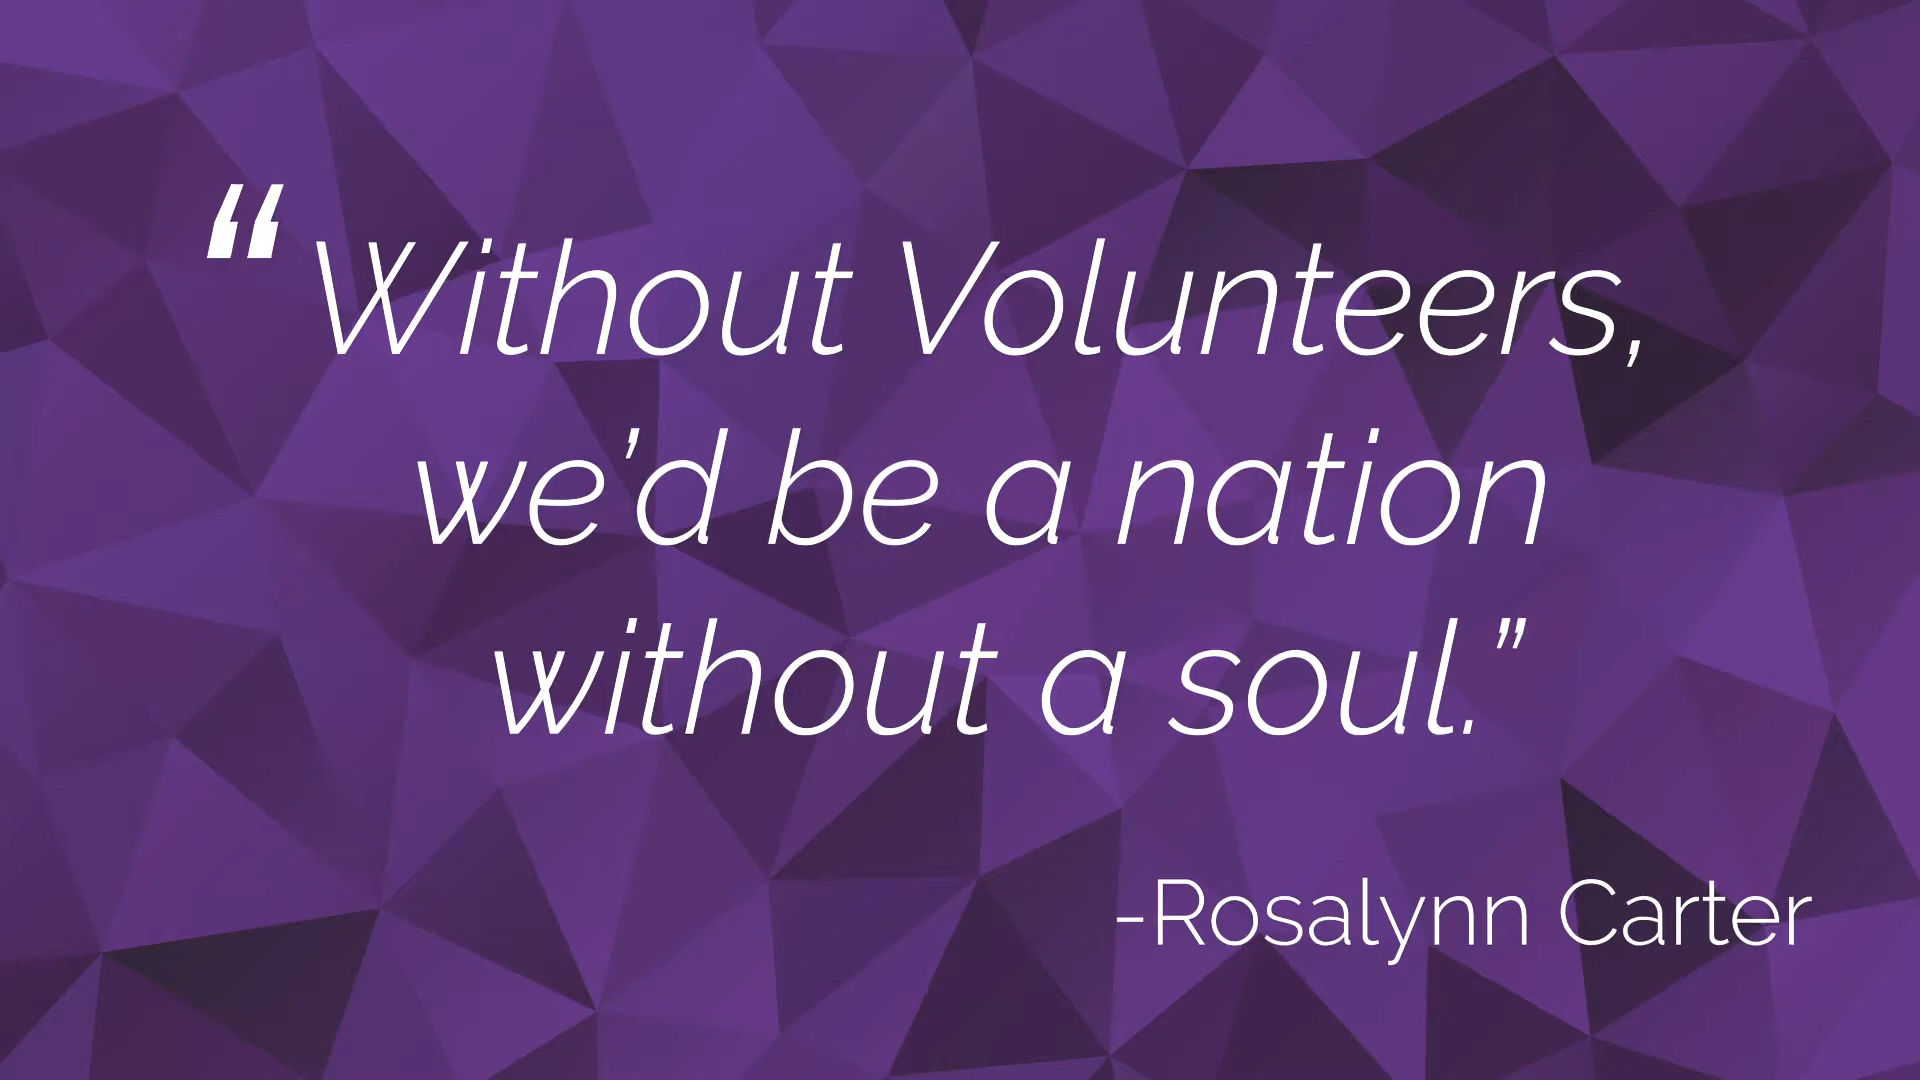 “Without Volunteers,
we’d be a nation
without a soul.”
-Rosalynn Carter